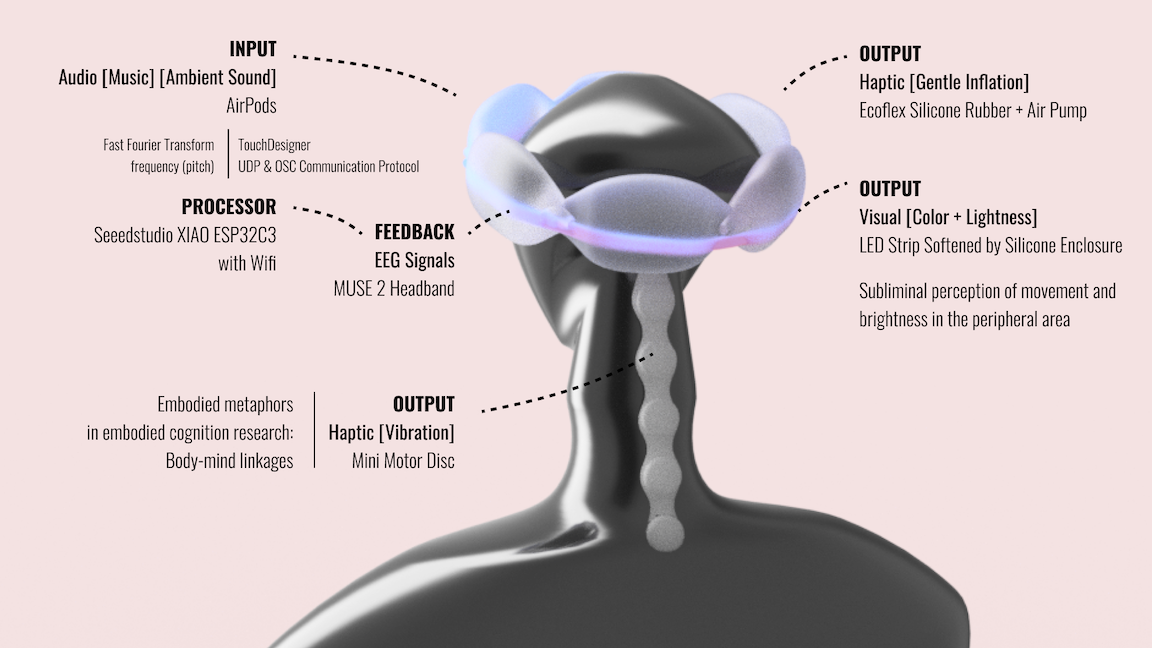 INPUT
Audio [Music] [Ambient Sound]
AirPods
Fast Fourier Transform
frequency (pitch)
TouchDesigner
UDP & OSC Communication Protocol
PROCESSOR
Seeedstudio XIAO ESP32C3
with Wifi
FEEDBACK
EEG Signals
MUSE 2 Headband
Embodied metaphors
in embodied cognition research:
Body-mind linkages
OUTPUT
Haptic [Vibration]
Mini Motor Disc
OUTPUT
Haptic [Gentle Inflation]
Ecoflex Silicone Rubber + Air Pump
OUTPUT
Visual [Color + Lightness]
LED Strip Softened by Silicone Enclosure
Subliminal perception of movement and
brightness in the peripheral area